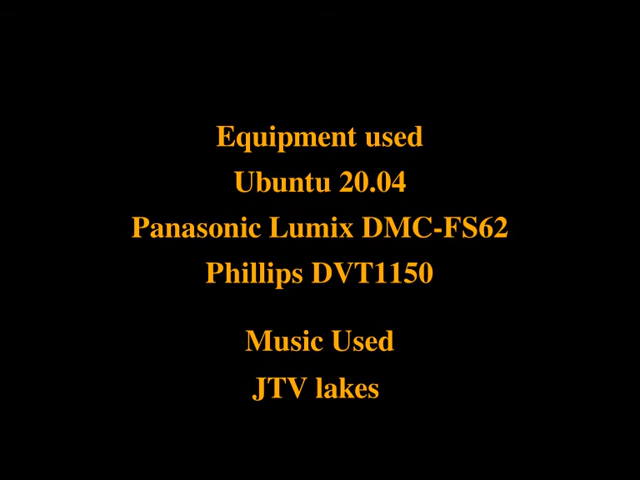 Equipment used
Ubuntu 20.04
Panasonic Lumix DMC-FS62
Phillips DVT1150
Music Used
JTV lakes